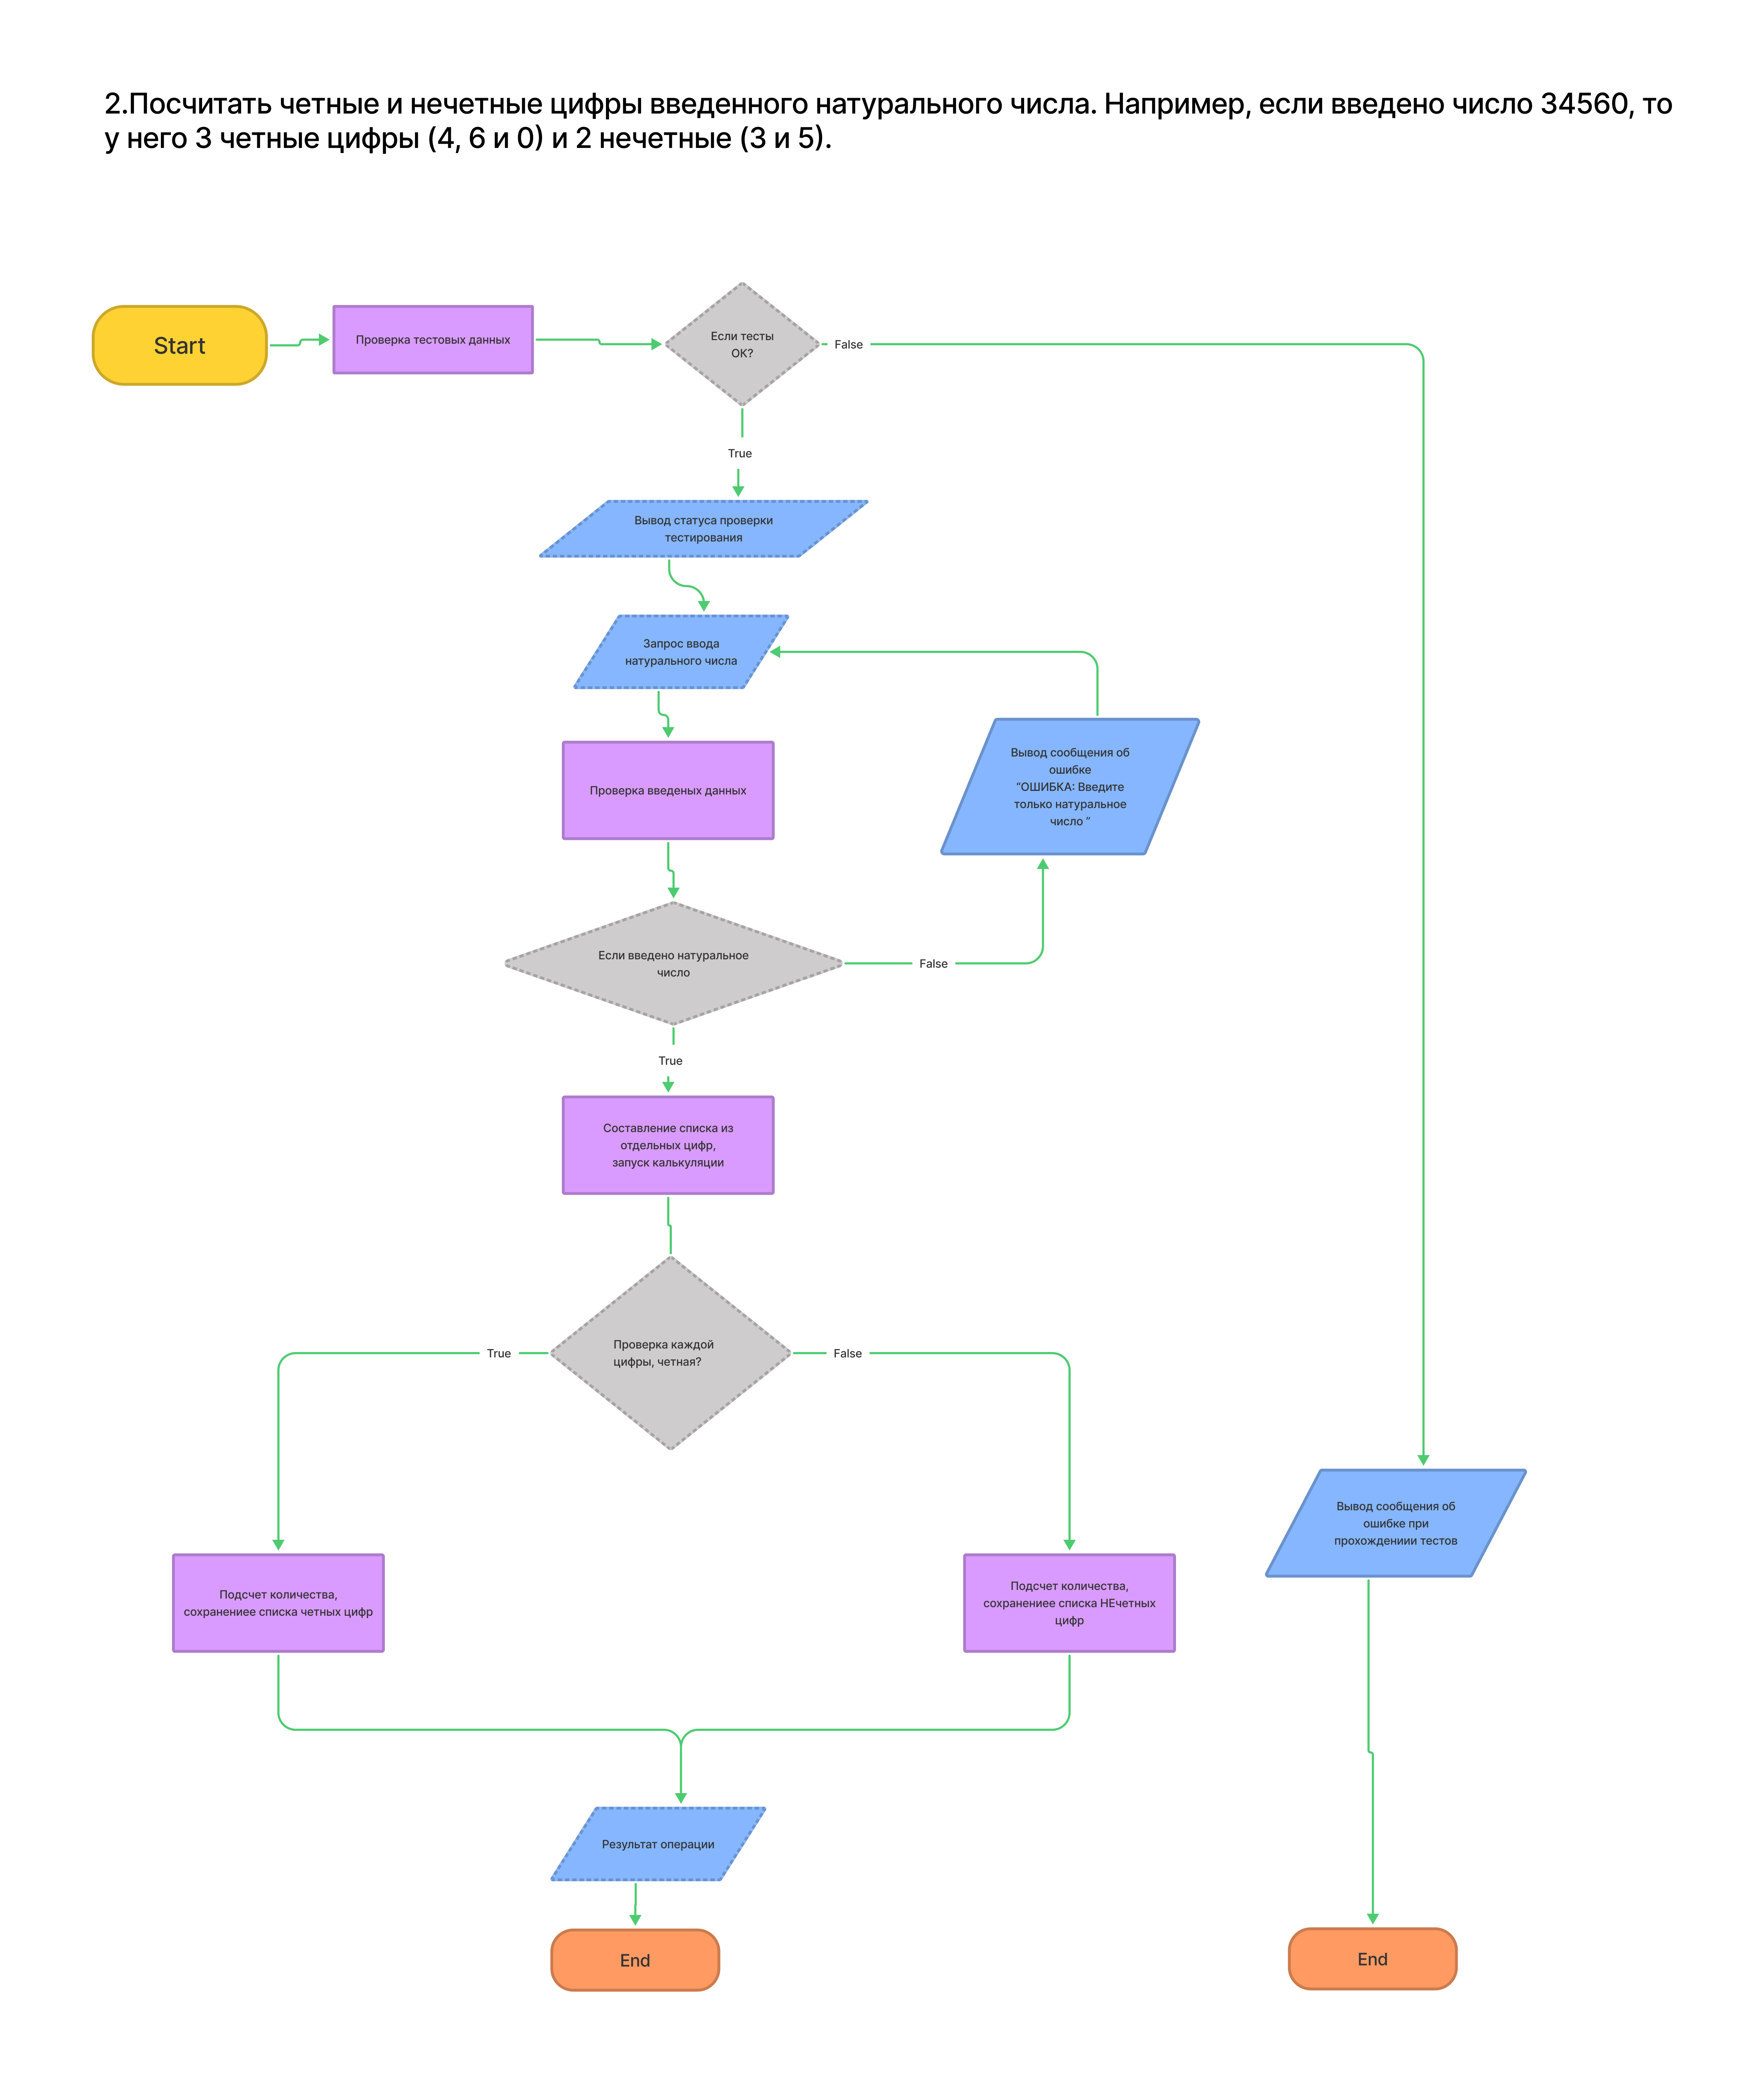 2.Посчитать четные и нечетные цифры введенного натурального числа. Например, если введено число 34560, то
у него 3 четные цифры (4, 6 и 0) и 2 нечетные (3 и 5).
Start
Проверка тестовых данных
Если тесты
ОК?
False
True
Вывод статуса проверки
тестирования
Запрос ввода
натурального числа
Вывод сообщения об
ошибке
“ОШИБКА: Введите
только натуральное
число ”
Проверка введеных данных
Если введено натуральное
число
False
True
Составление списка из
отдельных цифр,
запуск калькуляции
Проверка каждой
цифры, четная?
True
False
Вывод сообщения об
ошибке при
прохождениии тестов
Подсчет количества,
сохранениее списка четных цифр
Подсчет количества,
сохранениее списка НЕчетных
цифр
Результат операции
End
End